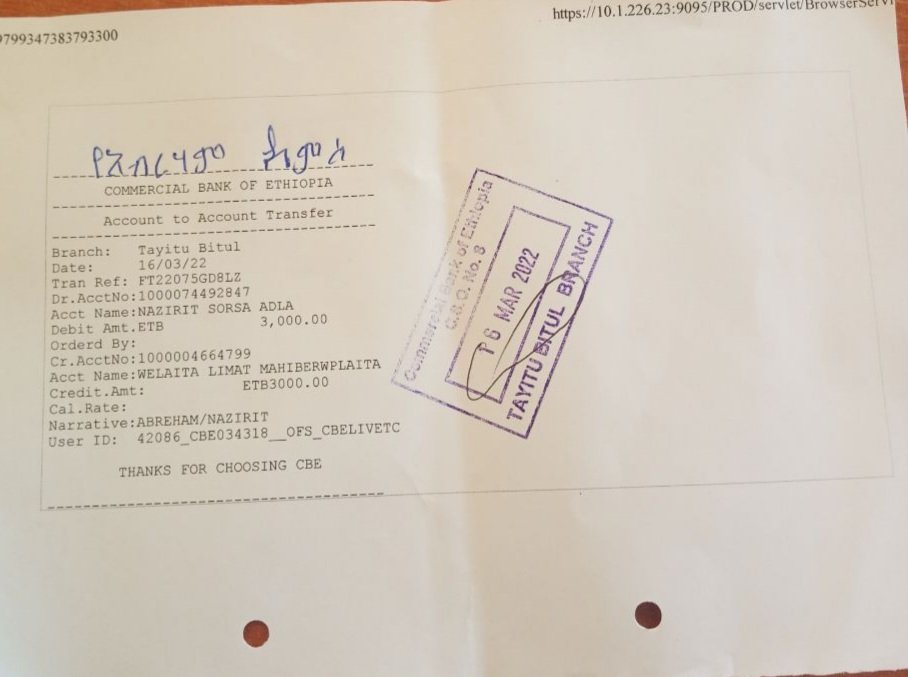 9799347383793300
https://10.1.226.23:9095/PROD/servlet/BrowserServl
የአብርሃም
COMMERCIAL BANK OF ETHIOPIA
Account to Account Transfer
Branch: Tayitu Bitul
Date: 16/03/22
Tran Ref: FT22075GD8LZ
Dr.AcctNo:1000074492847
Acct Name:NAZIRIT SORSA ADLA
Debit Amt.ETB 3,000.00
Orderd By:
Cr.AcctNo:1000004664799
Acct Name:WELAITA LIMAT MAHIBERWPLAITA
Credit.Amt: ETB3000.00
Cal.Rate:
Narrative:ABREHAM/NAZIRIT
User ID: 42086_CBE034318__OFS_CBELIVETC
THANKS FOR CHOOSING CBE
Commercial Bank of Ethiopia
No. 8
16 MAR 2022
TAYITU BITUL BRANCH